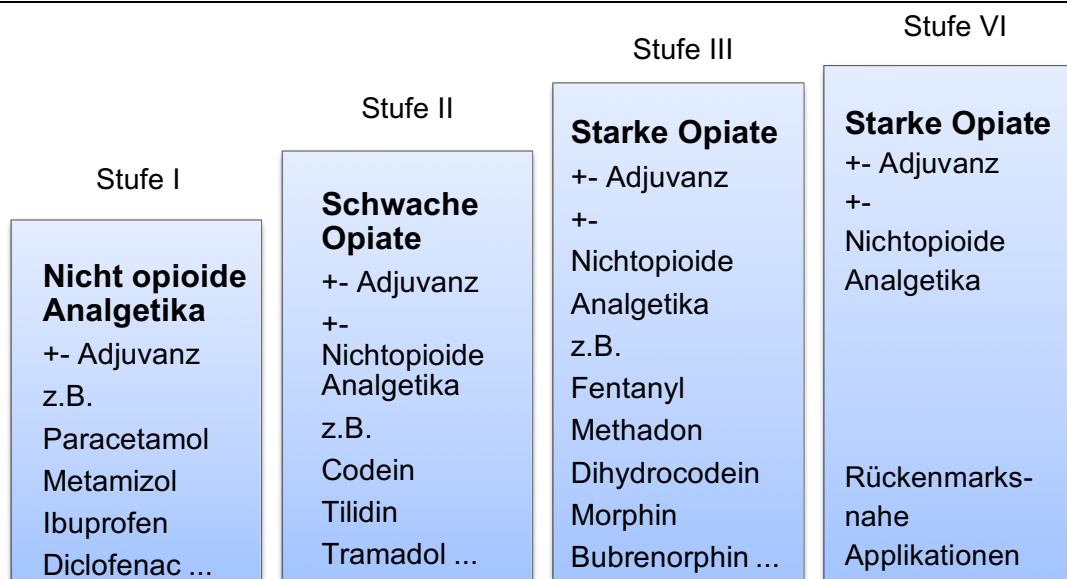 Stufe I
Nicht opioide
Analgetika
+- Adjuvanz
z.B.
Paracetamol
Metamizol
Ibuprofen
Diclofenac ...
Stufe II
Schwache
Opiate
+- Adjuvanz
+-
Nichtopioide
Analgetika
z.B.
Codein
Tilidin
Tramadol ...
Stufe III
Starke Opiate
+- Adjuvanz
+-
Nichtopioide
Analgetika
z.B.
Fentanyl
Methadon
Dihydrocodein
Morphin
Bubrenorphin ...
Stufe VI
Starke Opiate
+- Adjuvanz
+-
Nichtopioide
Analgetika
Rückenmarks-
nahe
Applikationen